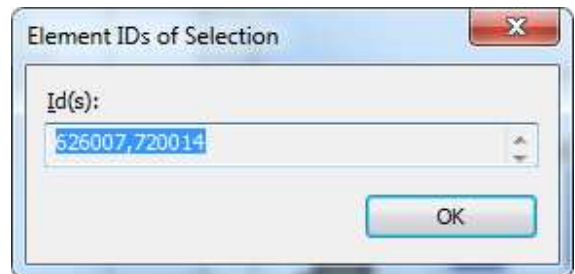 Element IDs of Selection
Id(s):
626007,720014
OK